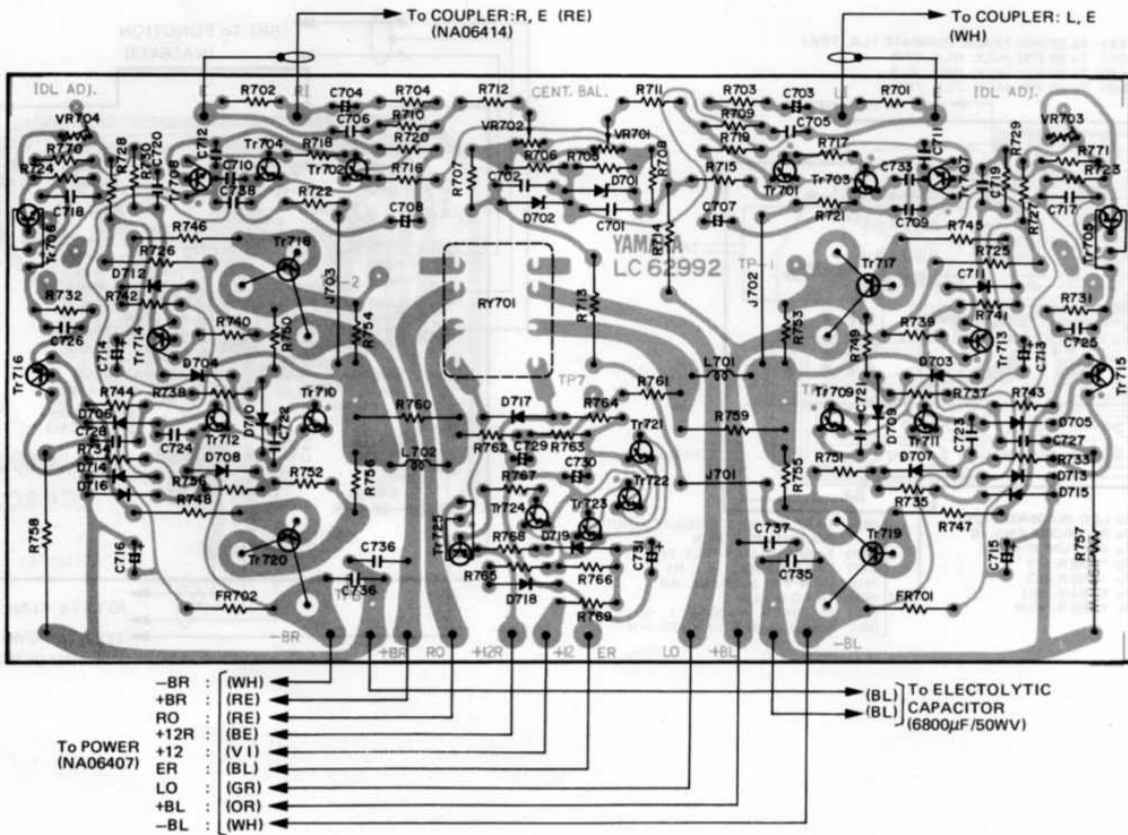 To COUPLER: R, E (RE)
(NA06414)
To COUPLER: L, E
(WH)
(SR) To FUNCTION
(NA06413)
IDL ADJ.
E
R702
RI
C704
R704
R712
CENT. BAL.
R711
R703
C703
LI
R701
E
IDL ADJ.
VR704
R728
R730
C720
C712
Tr704
C706
R710
VR702
VR701
R709
C705
C711
R729
VR703
R770
Tr708
C710
R718
R720
R706
R705
R708
R719
R717
C733
Tr707
C719
R771
R724
C738
Tr702
R716
R707
C702
D701
R715
Tr701
Tr703
R727
R723
C718
R722
C708
D702
C701
C707
R721
C709
C717
Tr706
R746
R714
R745
Tr705
R726
Tr718
YAMAHA
LC 62992
TP-1
Tr717
R725
D712
J703
-2
RY701
R713
J702
C711
R732
R742
R741
R731
C726
Tr714
R740
R750
R754
R753
R749
R739
Tr713
C725
C714
C713
Tr716
D704
TP7
R761
L701
D703
Tr715
R744
R738
D710
Tr710
D717
R764
TP
Tr709
C721
R737
R743
D706
R760
Tr721
R759
D709
D705
C728
Tr712
C722
R762
C729
R763
Tr711
C723
C727
R734
C724
D708
L702
R767
C730
R751
D707
R733
D714
R752
R756
J701
R755
D713
D716
R736
Tr722
R735
D715
R748
Tr724
Tr723
R747
R758
Tr725
R768
D719
C737
Tr719
R757
C716
Tr720
C736
R765
R766
C731
C735
C715
C736
D718
FR702
R769
FR701
-BR
+BR
RO
+12R
+12
ER
LO
+BL
-BL
−BR : (WH)
+BR : (RE)
RO : (RE)
+12R : (BE)
To POWER
(NA06407)
+12 : (VI)
ER : (BL)
LO : (GR)
+BL : (OR)
−BL : (WH)
(BL)
(BL)
To ELECTOLYTIC
CAPACITOR
(6800μF/50WV)